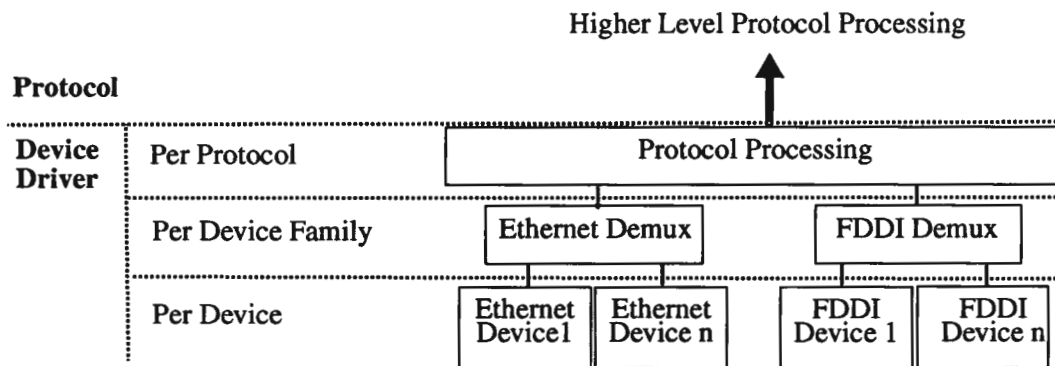 Higher Level Protocol Processing
Protocol
Device
Driver
Per Protocol
Protocol Processing
Per Device Family
Ethernet Demux
FDDI Demux
Per Device
Ethernet
Device1
Ethernet
Device n
FDDI
Device 1
FDDI
Device n